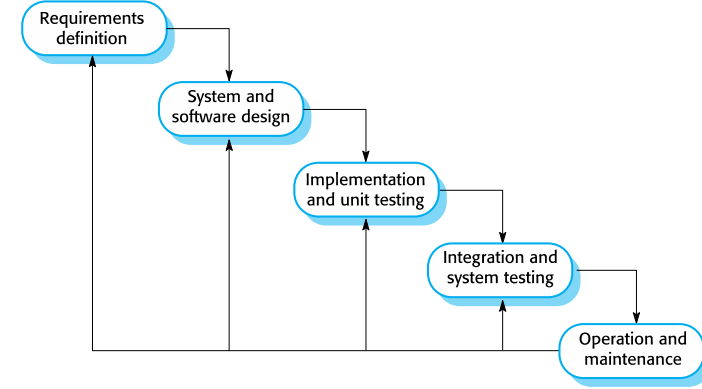 Requirements
definition
System and
software design
Implementation
and unit testing
Integration and
system testing
Operation and
maintenance